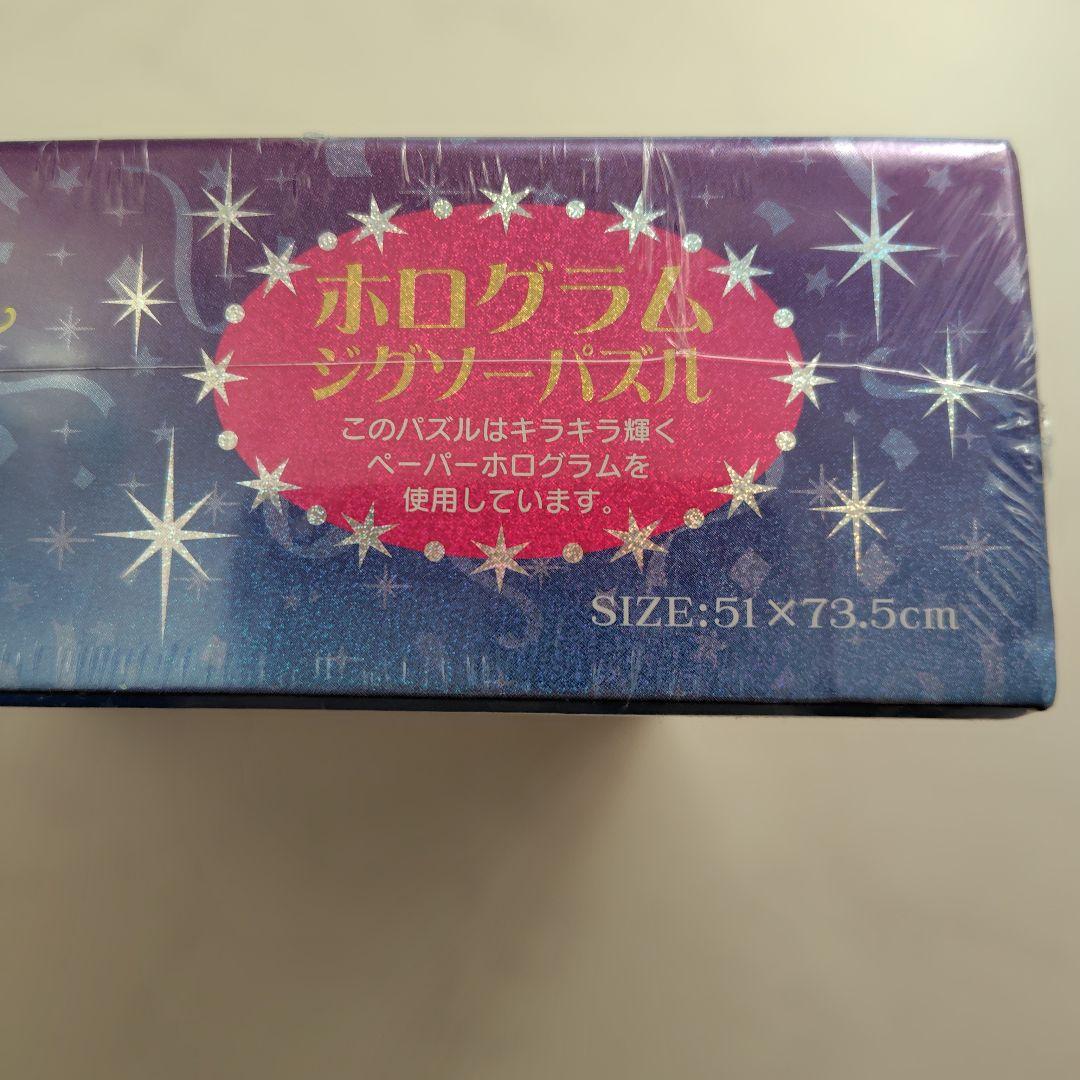 ホログラム
ジグソーパズル
このパズルはキラキラ輝く
ペーパーホログラムを
使用しています。
SIZE:51×73.5cm